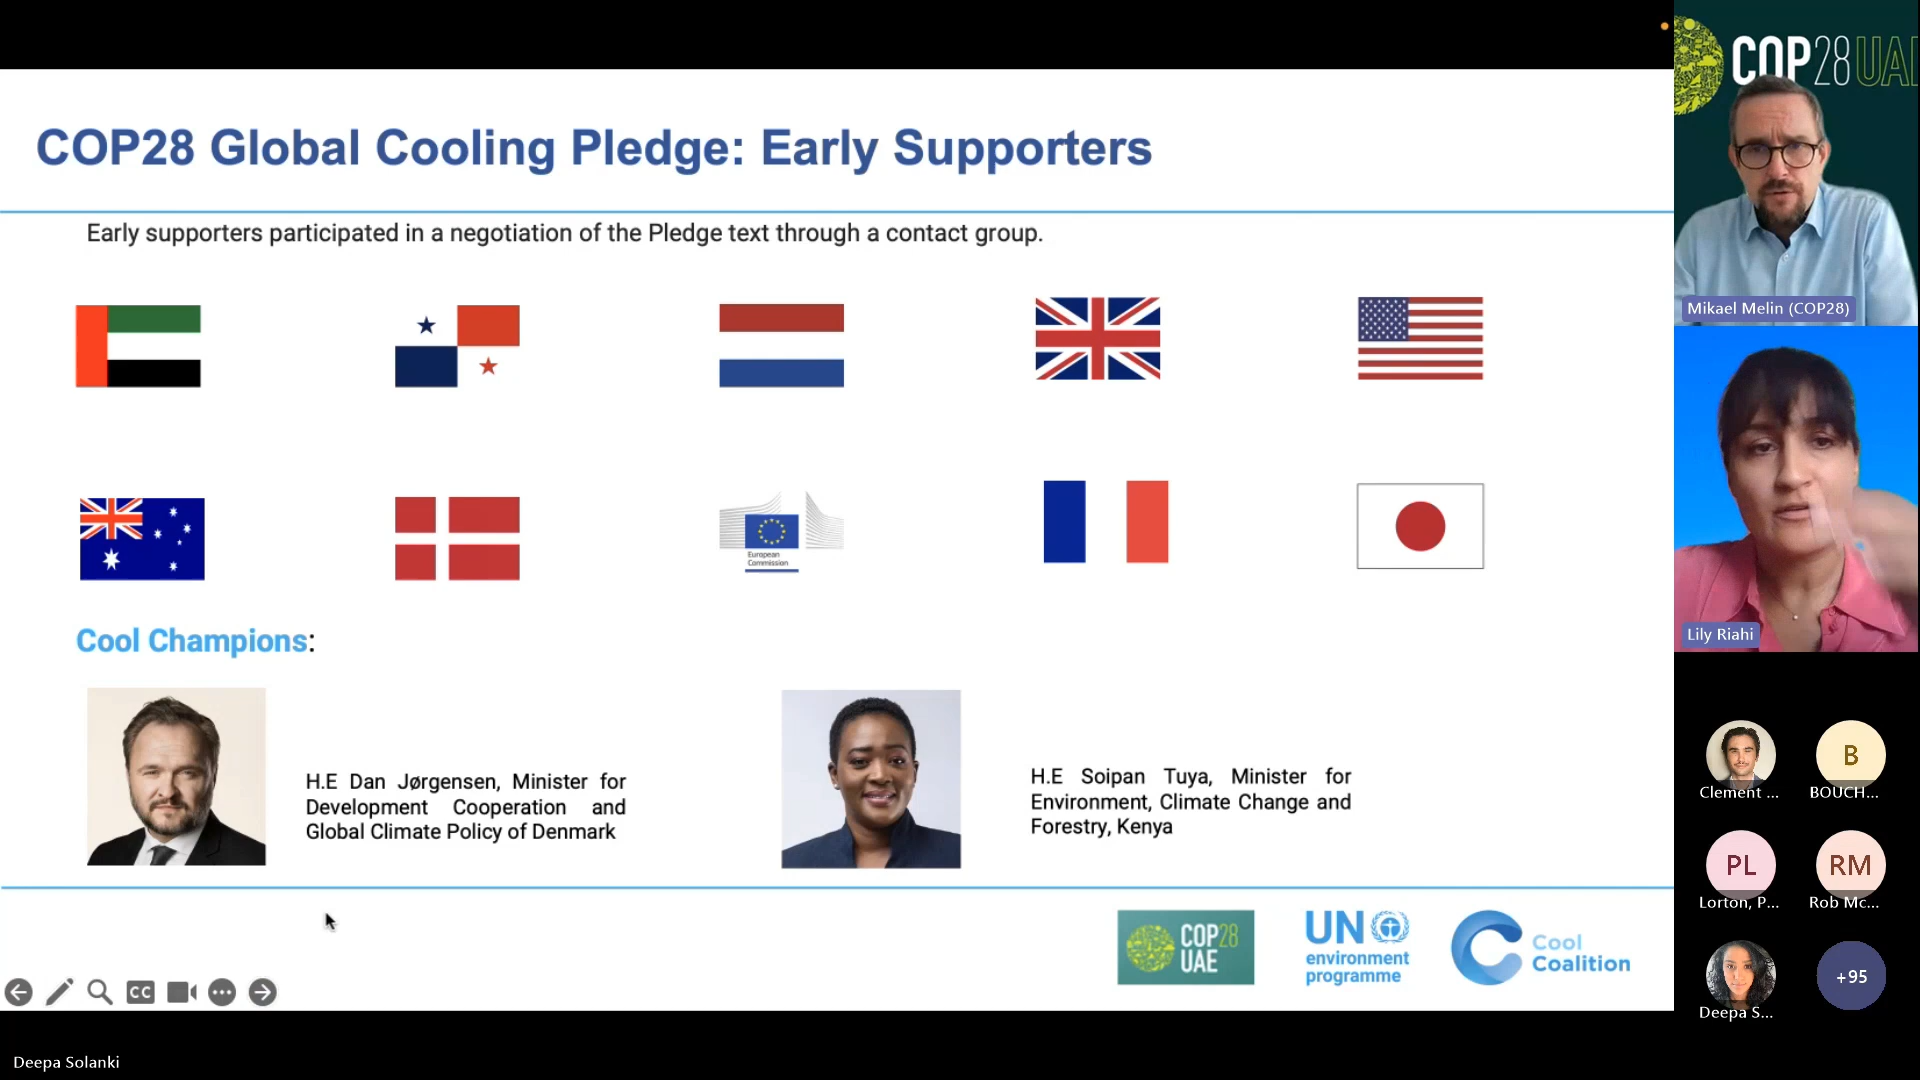 COP28 Global Cooling Pledge: Early Supporters
Early supporters participated in a negotiation of the Pledge text through a contact group.
European
Commission
Cool Champions:
H.E Dan Jørgensen, Minister for
Development Cooperation and
Global Climate Policy of Denmark
H.E Soipan Tuya, Minister for
Environment, Climate Change and
Forestry, Kenya
COP28
UAE
UN
environment
programme
Cool
Coalition
CC
Deepa Solanki
COP28 UAE
Mikael Melin (COP28)
Lily Riahi
Clement ...
B
BOUCH...
PL
Lorton, P...
RM
Rob Mc...
Deepa S...
+95